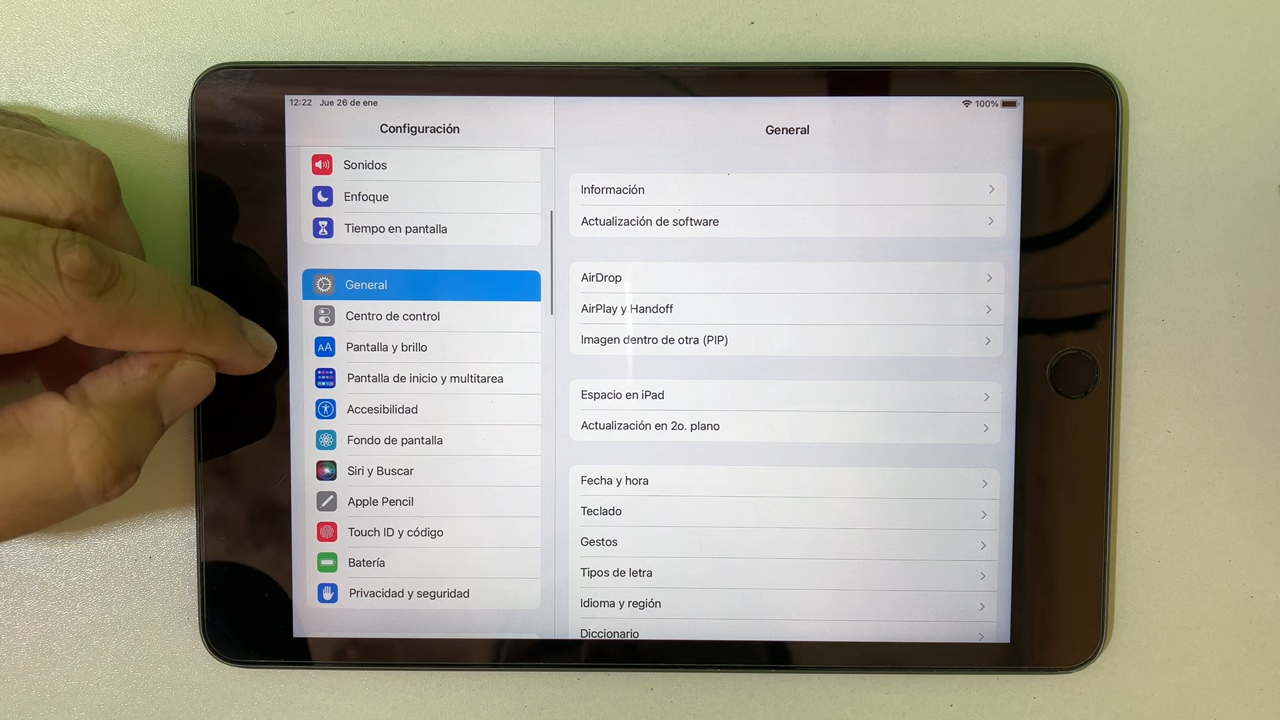 12:22 Jue 26 de ene
100%
Configuración
Sonidos
Enfoque
Tiempo en pantalla
General
Centro de control
AA Pantalla y brillo
Pantalla de inicio y multitarea
Accesibilidad
Fondo de pantalla
Siri y Buscar
Apple Pencil
Touch ID y código
Batería
Privacidad y seguridad
General
Información
Actualización de software
AirDrop
AirPlay y Handoff
Imagen dentro de otra (PIP)
Espacio en iPad
Actualización en 2o. plano
Fecha y hora
Teclado
Gestos
Tipos de letra
Idioma y región
Diccionario